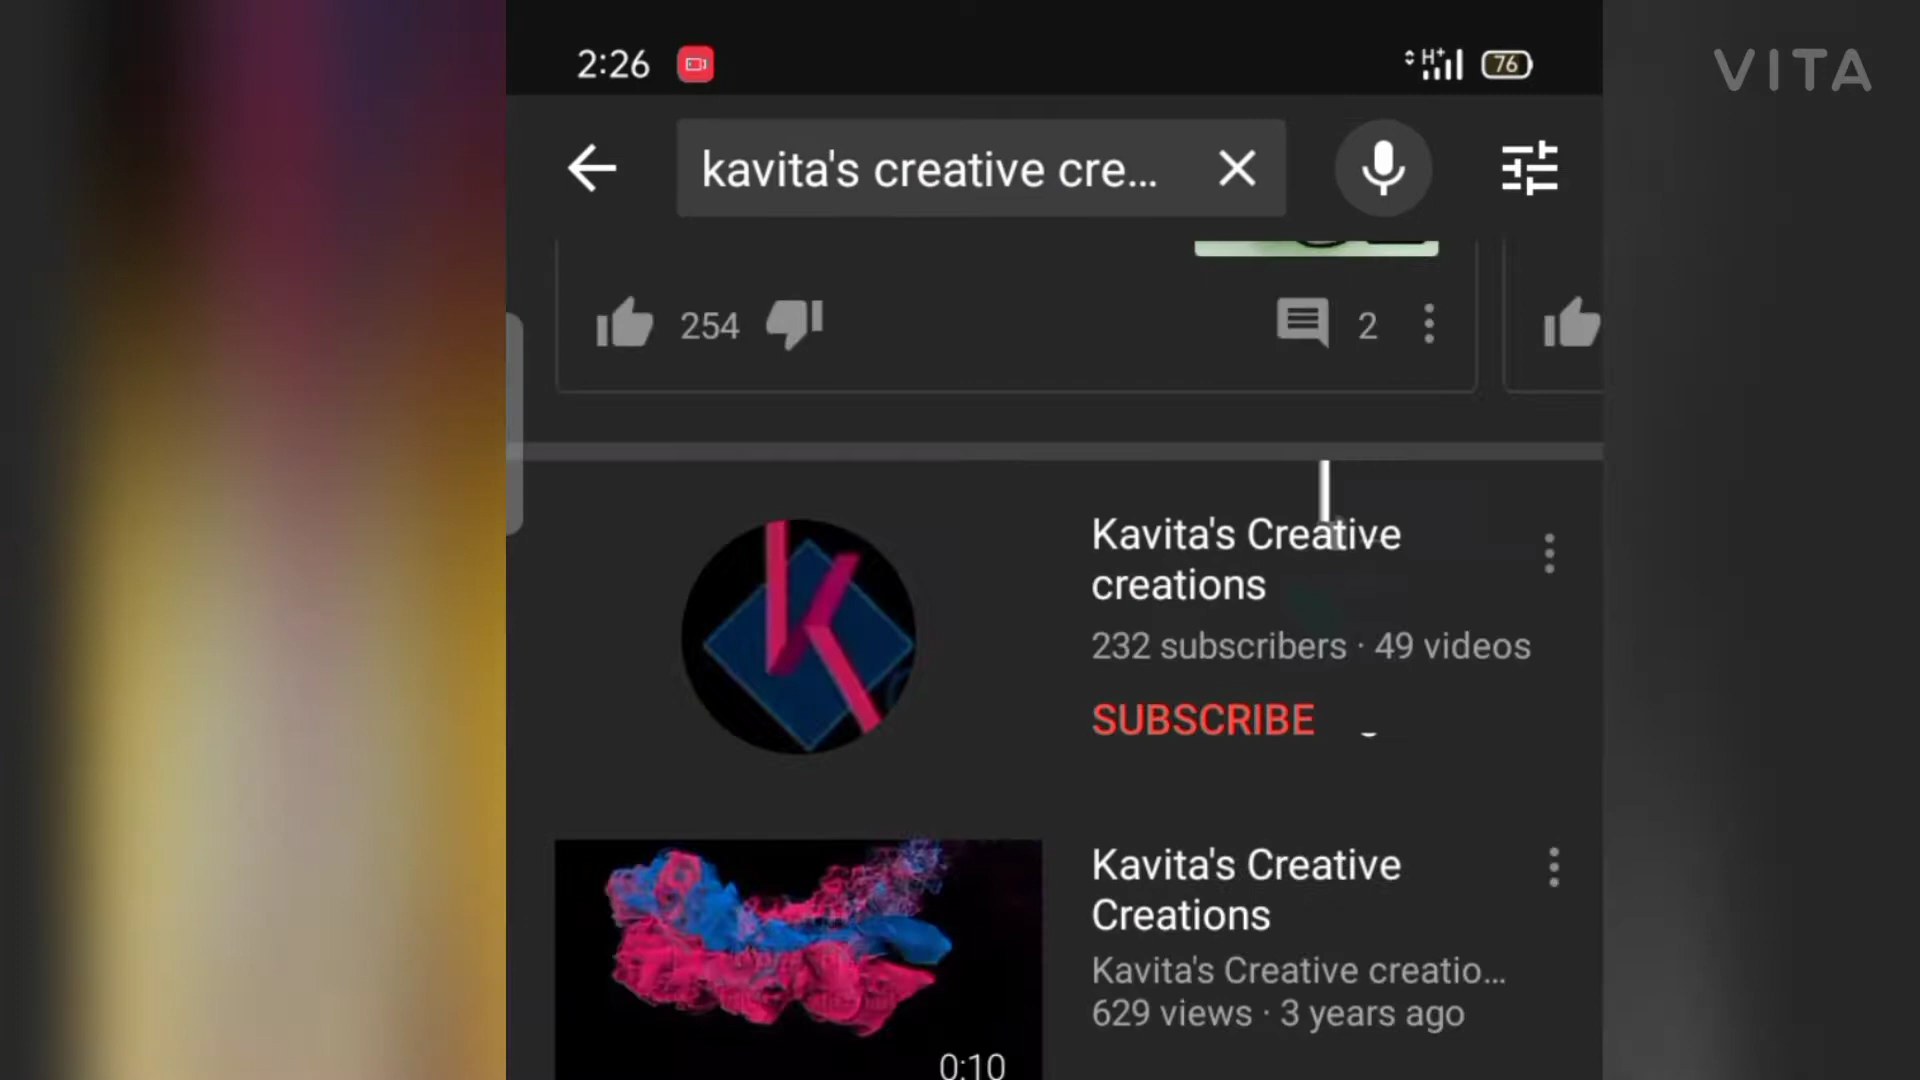 2:26
H+
76
VITA
kavita's creative cre...
254
2
Kavita's Creative
creations
232 subscribers · 49 videos
SUBSCRIBE
Kavita's Creative
Creations
Kavita's Creative creatio...
629 views · 3 years ago
0:10